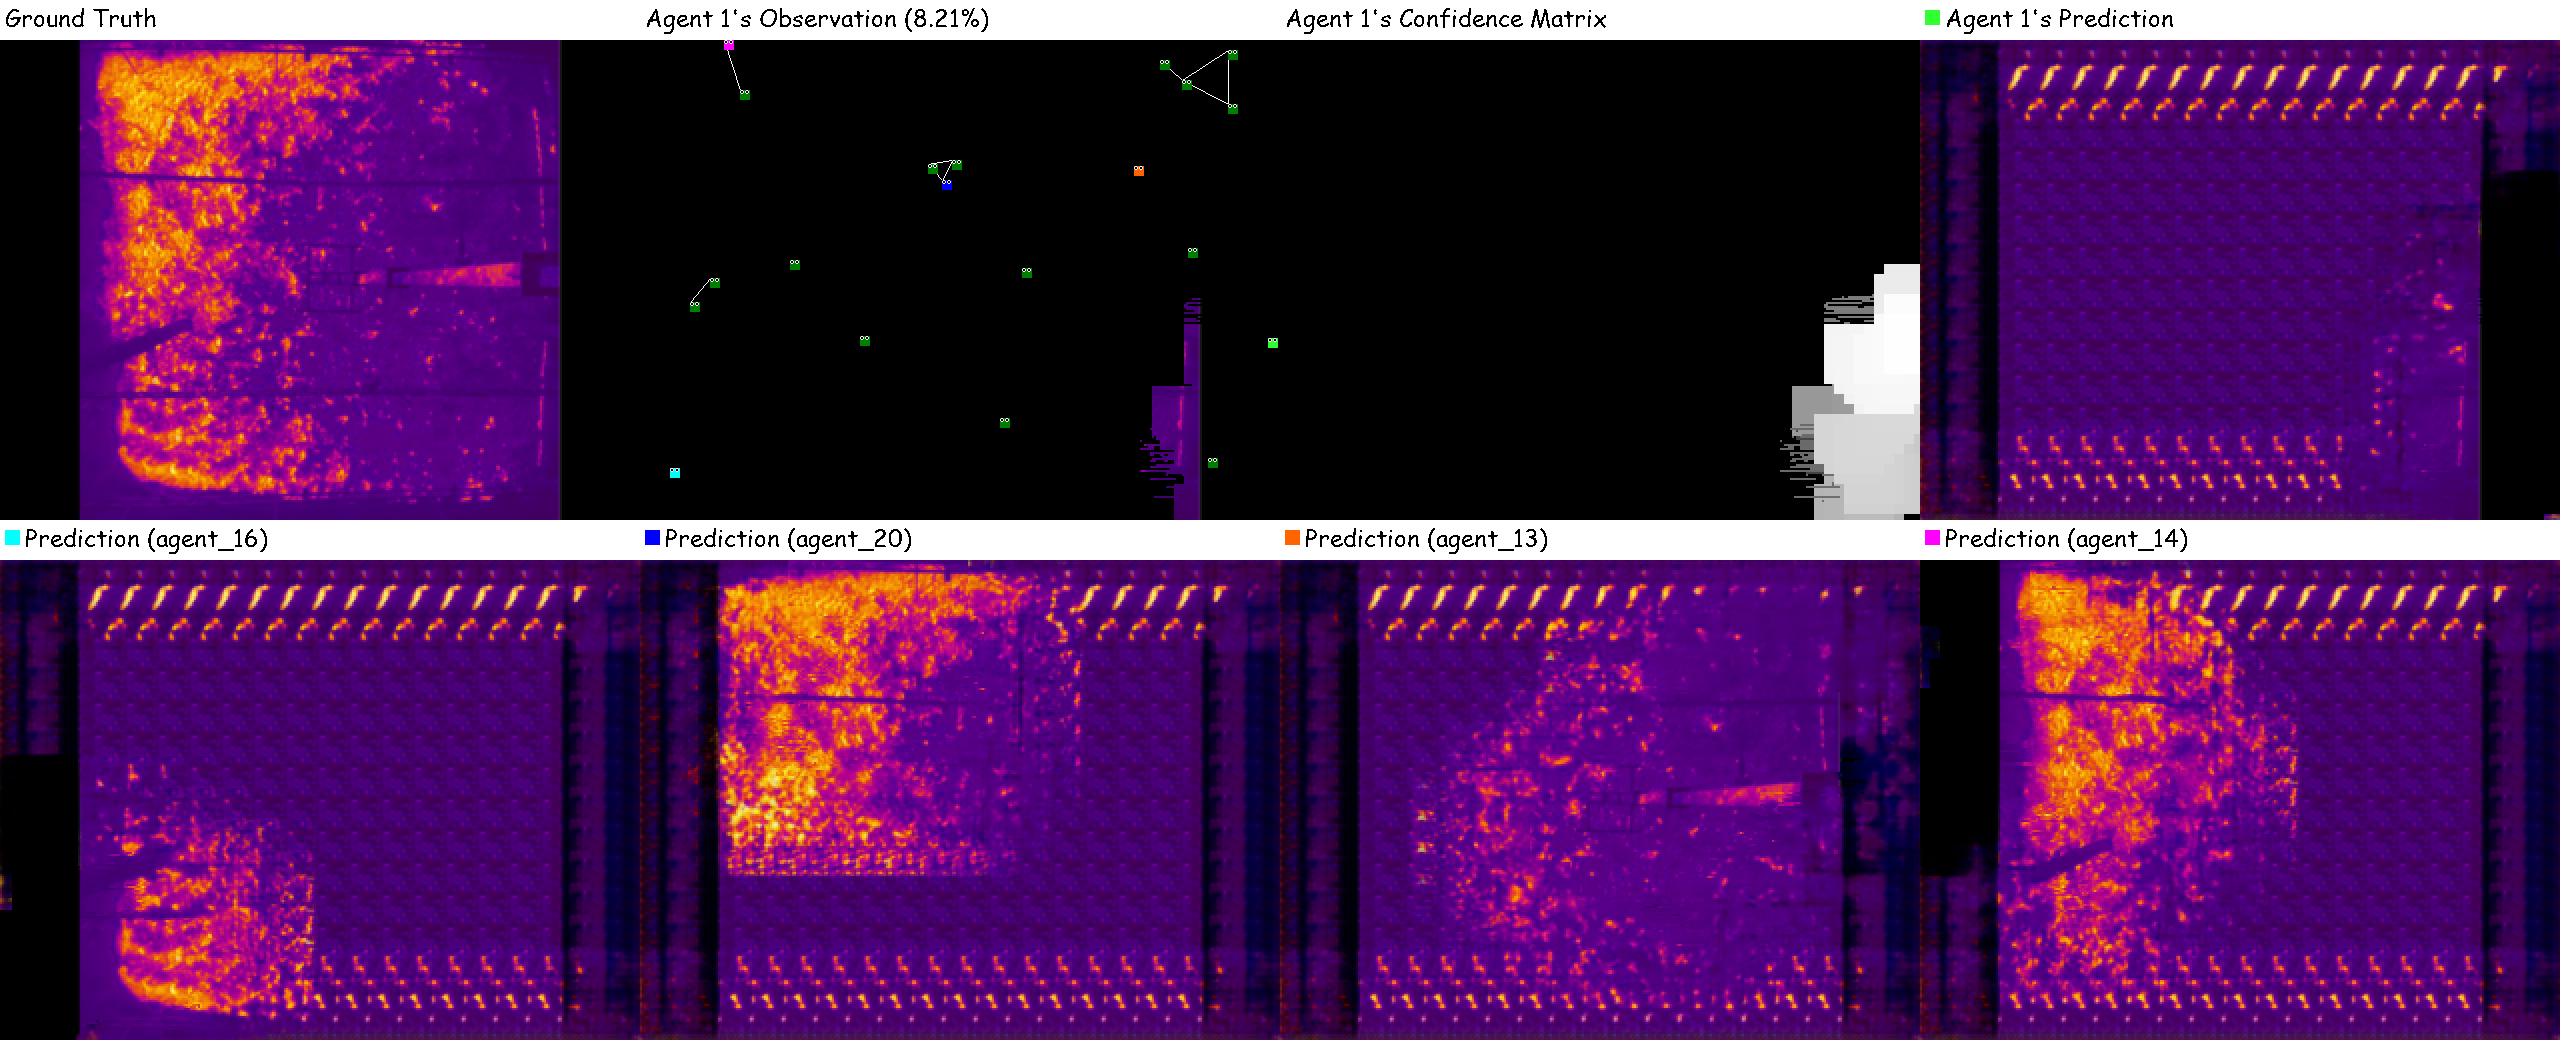 Ground Truth
Agent 1's Observation (8.21%)
Agent 1's Confidence Matrix
Agent 1's Prediction
Prediction (agent_16)
Prediction (agent_20)
Prediction (agent_13)
Prediction (agent_14)